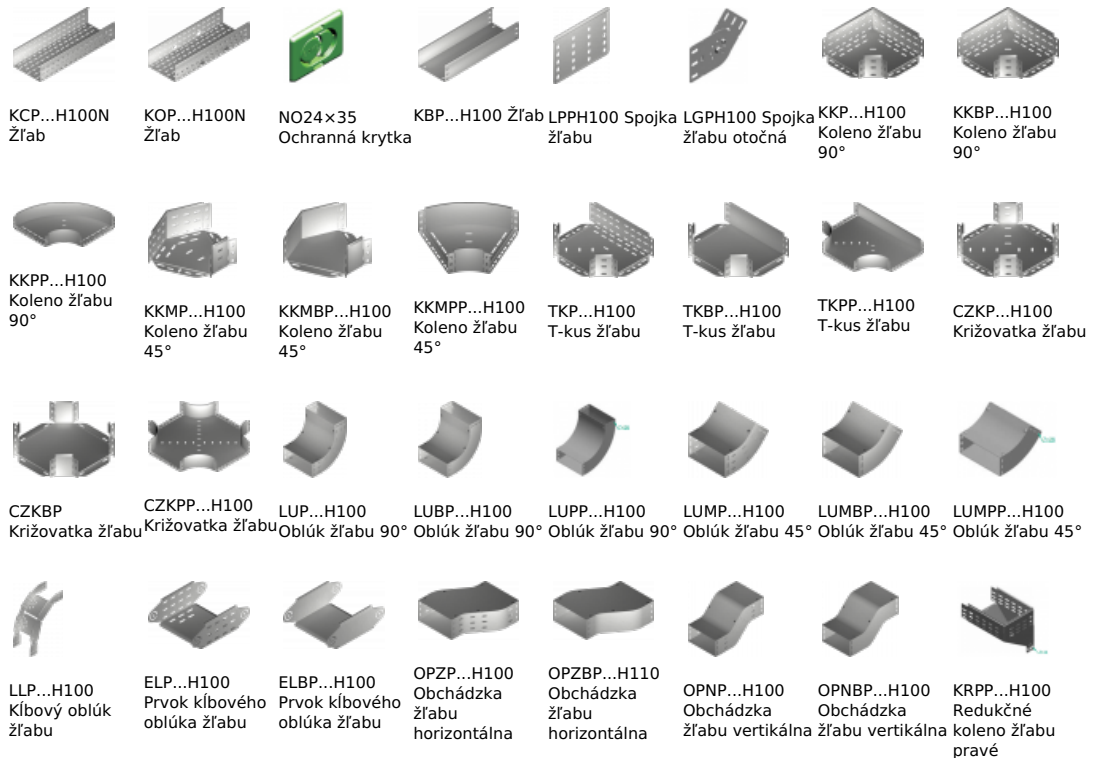 KCP...H100N
Žľab
KOP...H100N
Žľab
NO24×35
Ochranná krytka
KBP...H100 Žľab
LPPH100 Spojka
žľabu
LGPH100 Spojka
žľabu otočná
KKP...H100
Koleno žľabu
90°
KKBP...H100
Koleno žľabu
90°
KKPP...H100
Koleno žľabu
90°
KKMP...H100
Koleno žľabu
45°
KKMBP...H100
Koleno žľabu
45°
KKMPP...H100
Koleno žľabu
45°
TKP...H100
T-kus žľabu
TKBP...H100
T-kus žľabu
TKPP...H100
T-kus žľabu
CZKP...H100
Križovatka žľabu
CZKBP
Križovatka žľabu
CZKPP...H100
Križovatka žľabu
LUP...H100
Oblúk žľabu 90°
LUBP...H100
Oblúk žľabu 90°
LUPP...H100
Oblúk žľabu 90°
LUMP...H100
Oblúk žľabu 45°
LUMBP...H100
Oblúk žľabu 45°
LUMPP...H100
Oblúk žľabu 45°
LLP...H100
Kĺbový oblúk
žľabu
ELP...H100
Prvok kĺbového
oblúka žľabu
ELBP...H100
Prvok kĺbového
oblúka žľabu
OPZP...H100
Obchádzka
žľabu
horizontálna
OPZBP...H110
Obchádzka
žľabu
horizontálna
OPNP...H100
Obchádzka
žľabu vertikálna
OPNBP...H100
Obchádzka
žľabu vertikálna
KRPP...H100
Redukčné
koleno žľabu
pravé